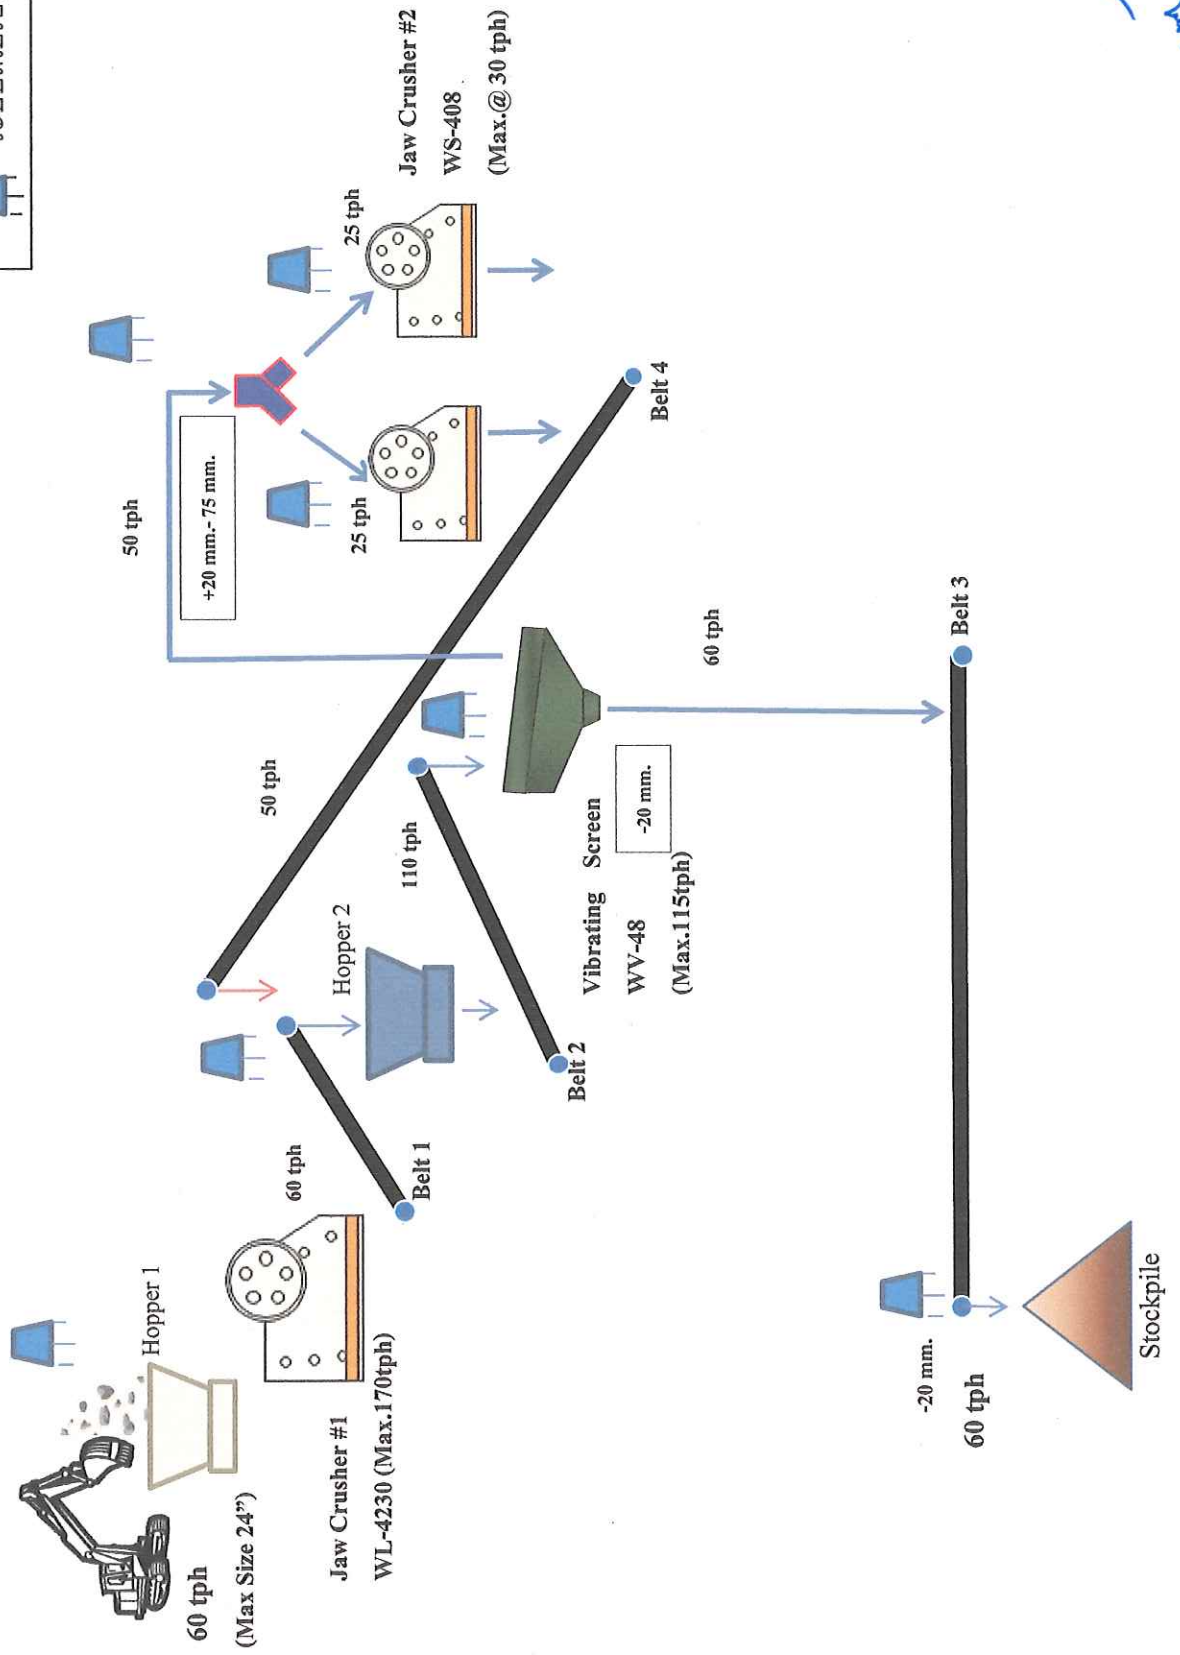 60 tph
(Max Size 24”)
Hopper 1
Jaw Crusher #1
WL-4230 (Max.170tph)
60 tph
Belt 1
Hopper 2
Belt 2
110 tph
50 tph
Vibrating Screen
WV-48
(Max.115tph)
-20 mm.
60 tph
50 tph
+20 mm.- 75 mm.
25 tph
25 tph
Jaw Crusher #2
WS-408
(Max.@ 30 tph)
Belt 4
Belt 3
-20 mm.
60 tph
Stockpile